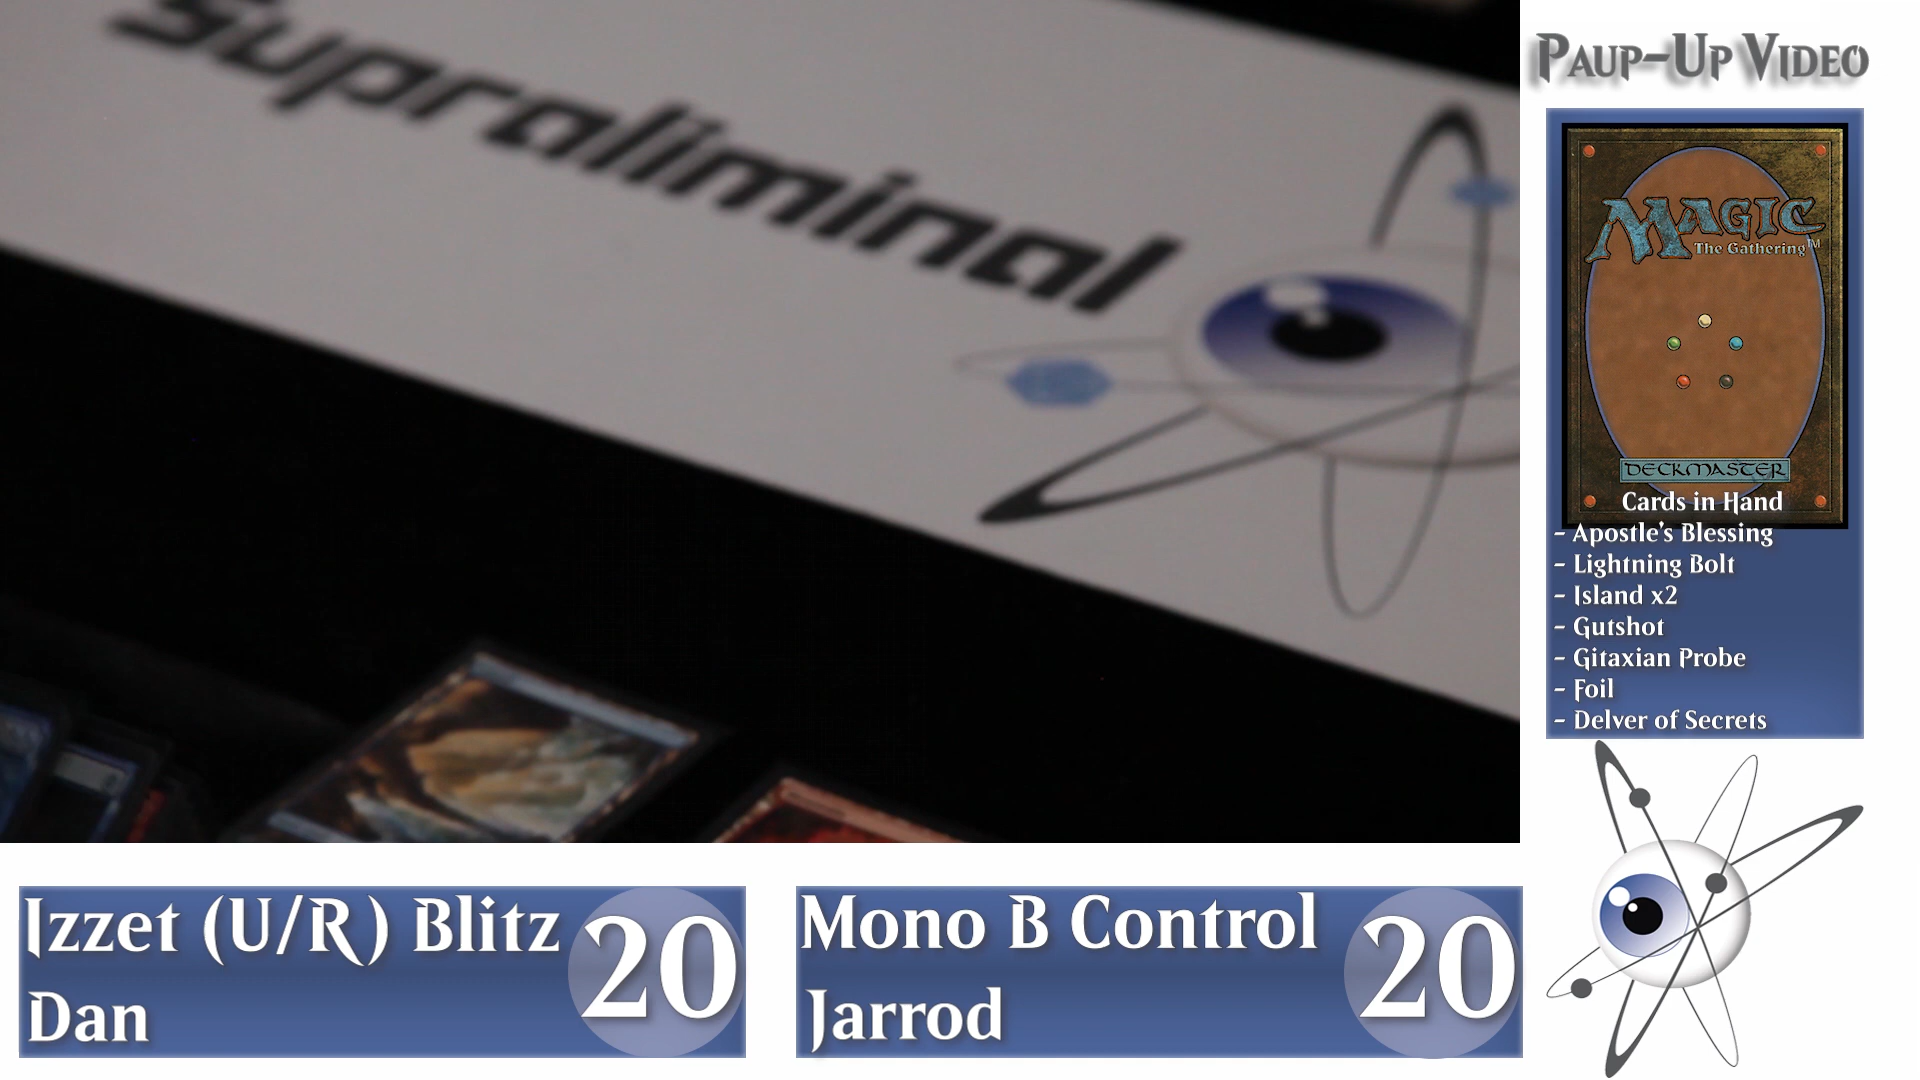 Supraliminal
Paup-Up Video
Magic
The Gathering™
Deckmaster
Cards in Hand
- Apostle's Blessing
- Lightning Bolt
- Island x2
- Gutshot
- Gitaxian Probe
- Foil
- Delver of Secrets
Izzet (U/R) Blitz
20
Dan
Mono B Control
20
Jarrod